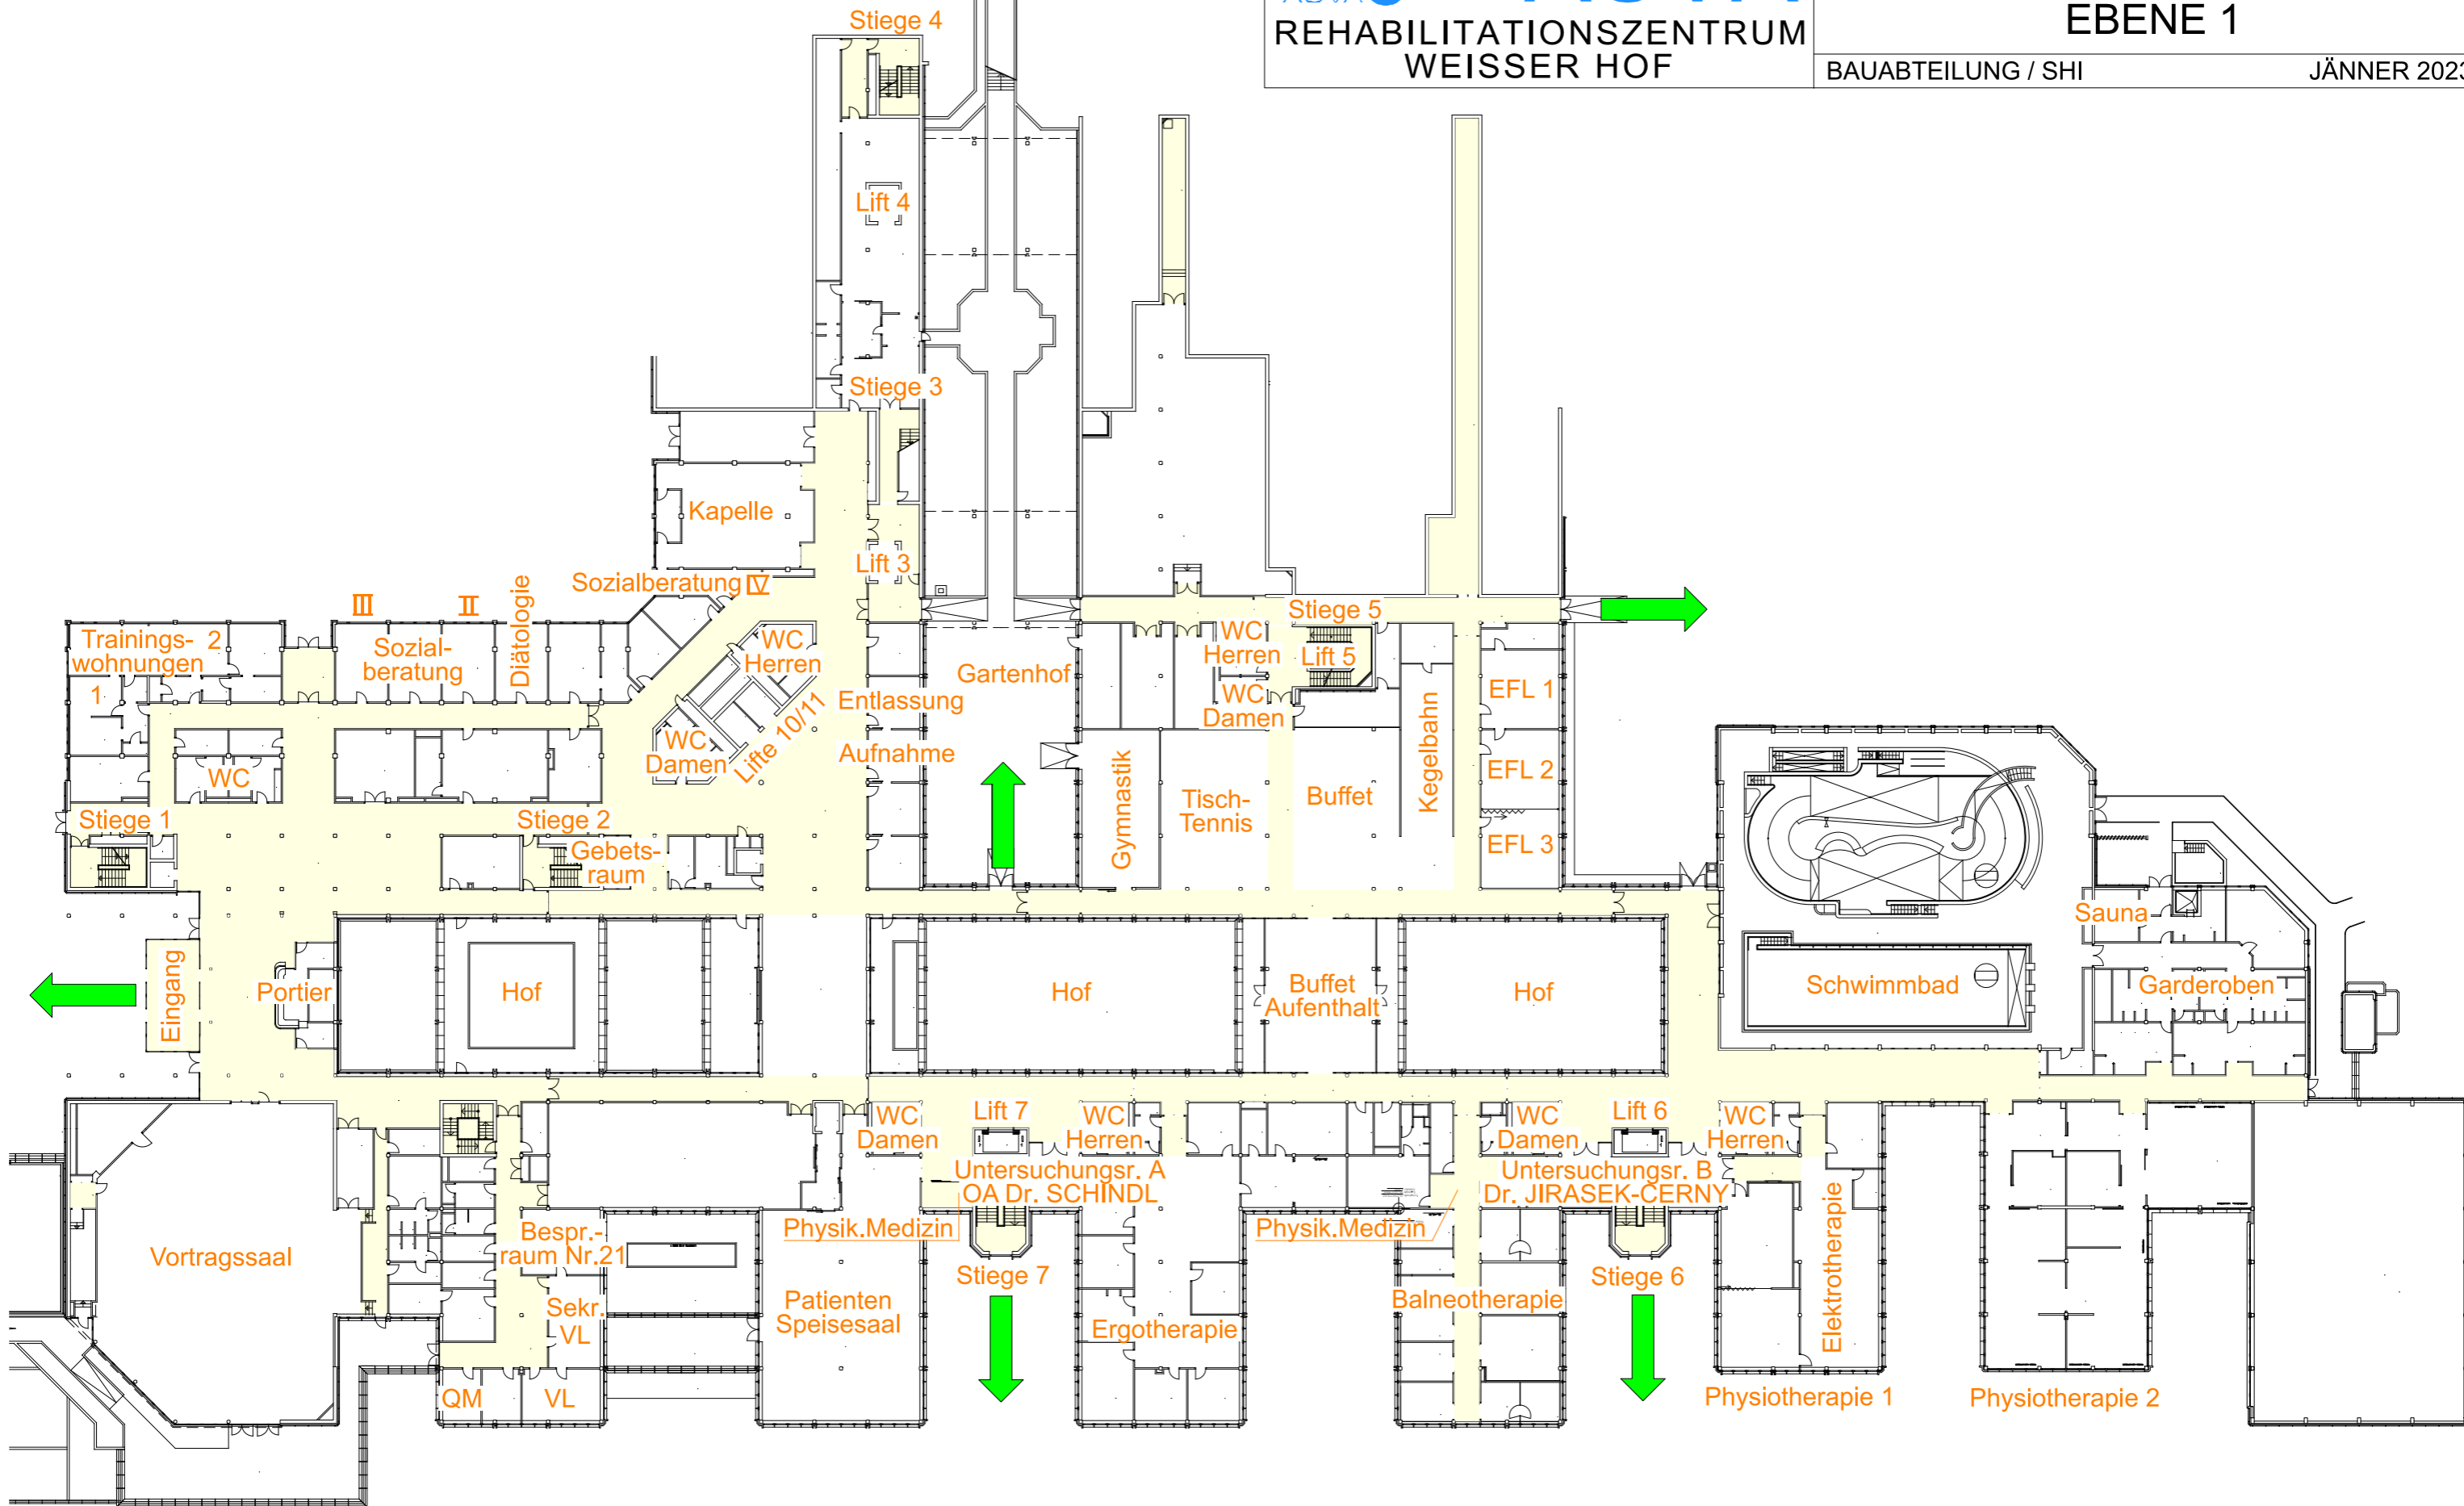 REHABILITATIONSZENTRUM
WEISSER HOF
EBENE 1
BAUABTEILUNG / SHI
JÄNNER 2023
Stiege 4
Lift 4
Stiege 3
Kapelle
Lift 3
Sozialberatung IV
III
II
Diätologie
Trainings- 2
wohnungen
1
Sozial-
beratung
WC
Herren
WC
Damen
Lifte 10/11
Entlassung
Aufnahme
Gartenhof
Stiege 5
WC
Herren
Lift 5
WC
Damen
Kegelbahn
EFL 1
EFL 2
EFL 3
Gymnastik
Tisch-
Tennis
Buffet
WC
Stiege 1
Stiege 2
Gebets-
raum
Eingang
Portier
Hof
Hof
Buffet
Aufenthalt
Hof
Schwimmbad
Sauna
Garderoben
WC
Damen
Lift 7
WC
Herren
WC
Damen
Lift 6
WC
Herren
Untersuchungsr. A
OA Dr. SCHINDL
Untersuchungsr. B
Dr. JIRASEK-CERNY
Physik.Medizin
Physik.Medizin
Vortragssaal
Bespr.-
raum Nr.21
Sekr.
VL
Patienten
Speisesaal
Stiege 7
Ergotherapie
Balneotherapie
Stiege 6
Elektrotherapie
QM
VL
Physiotherapie 1
Physiotherapie 2